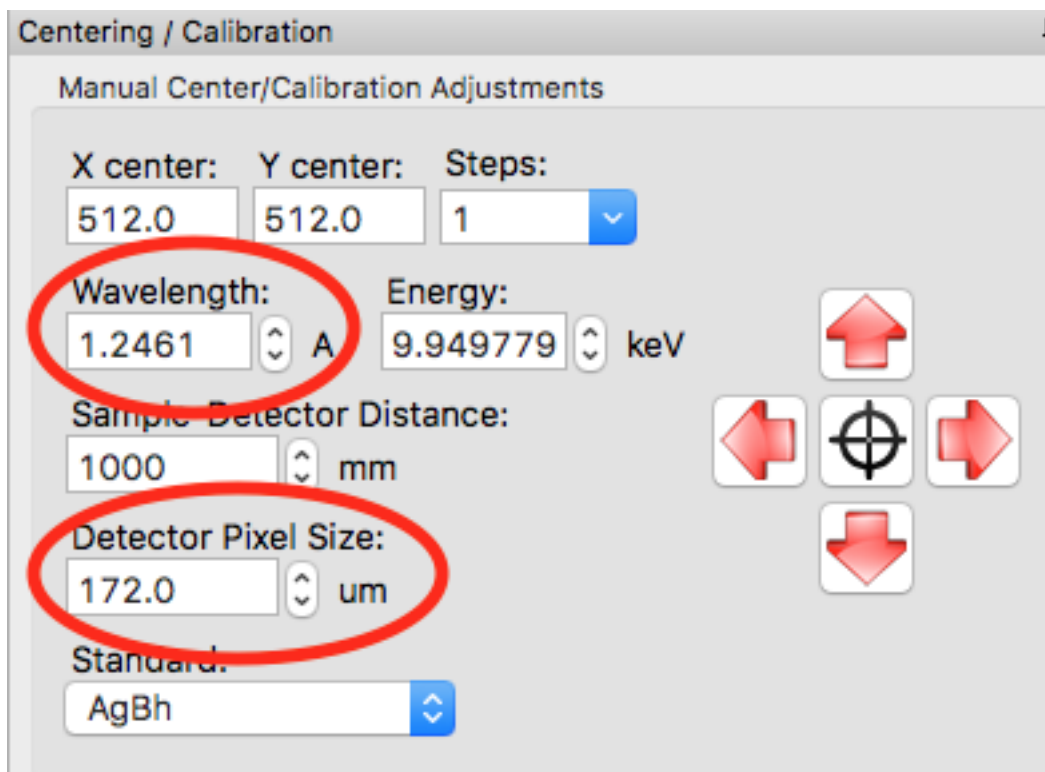 Centering / Calibration
Manual Center/Calibration Adjustments
X center: Y center: Steps:
512.0 512.0 1
Wavelength: Energy:
1.2461 A 9.949779 keV
Sample-Detector Distance:
1000 mm
Detector Pixel Size:
172.0 um
Standard:
AgBh